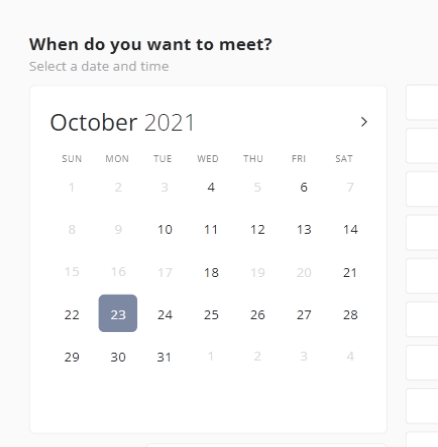 When do you want to meet?
Select a date and time
October 2021
SUN MON TUE WED THU FRI SAT
1 2 3 4 5 6 7
8 9 10 11 12 13 14
15 16 17 18 19 20 21
22 23 24 25 26 27 28
29 30 31 1 2 3 4